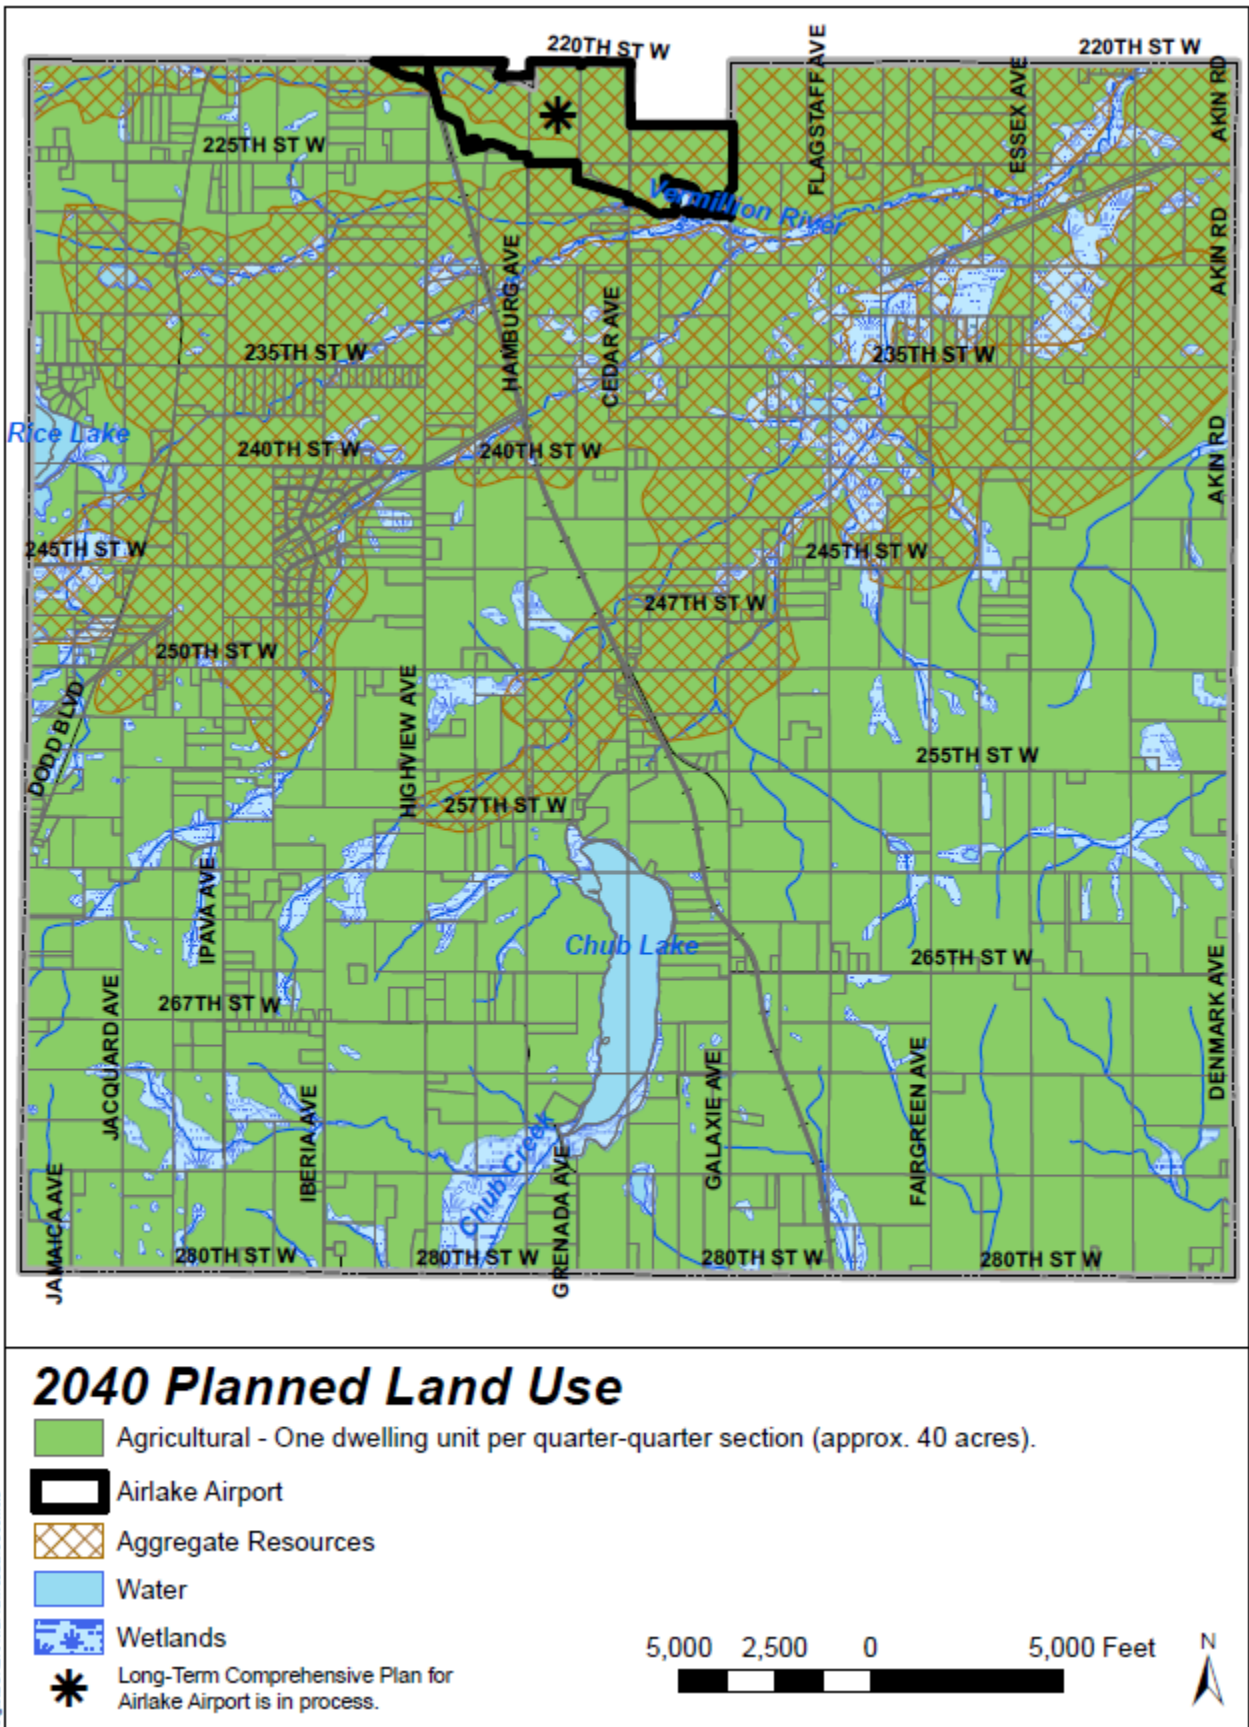 220TH ST W
220TH ST W
FLAGSTAFF AVE
ESSEX AVE
AKIN RD
225TH ST W
Vermillion River
AKIN RD
HAMBURG AVE
CEDAR AVE
235TH ST W
235TH ST W
Rice Lake
240TH ST W
240TH ST W
AKIN RD
245TH ST W
245TH ST W
247TH ST W
250TH ST W
DODD BLVD
HIGHVIEW AVE
255TH ST W
257TH ST W
IPAVA AVE
Chub Lake
265TH ST W
267TH ST W
JACQUARD AVE
DENMARK AVE
IBERIA AVE
GALAXIE AVE
FAIRGREEN AVE
Chub Creek
JAMAICA AVE
GRENADA AVE
280TH ST W
280TH ST W
280TH ST W
280TH ST W
2040 Planned Land Use
Agricultural - One dwelling unit per quarter-quarter section (approx. 40 acres).
Airlake Airport
Aggregate Resources
Water
Wetlands
Long-Term Comprehensive Plan for
Airlake Airport is in process.
5,000 2,500 0 5,000 Feet
N